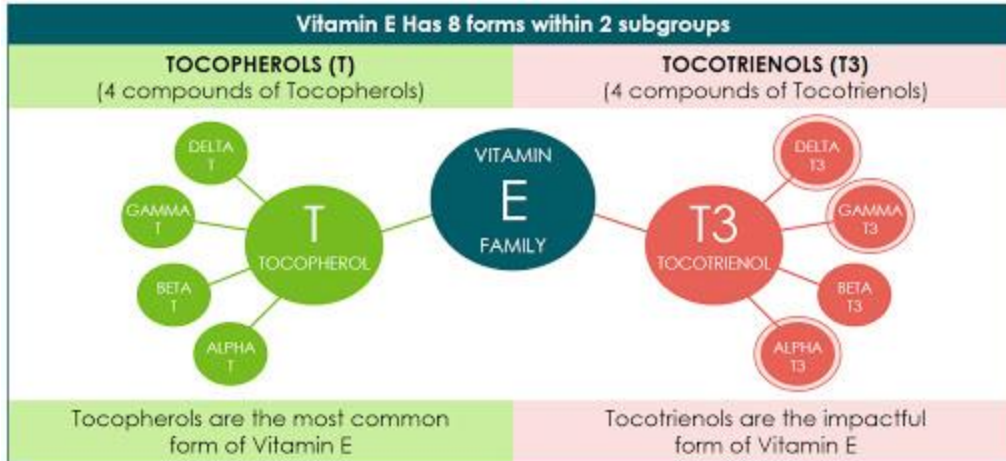 Vitamin E Has 8 forms within 2 subgroups
TOCOPHEROLS (T)
(4 compounds of Tocopherols)
TOCOTRIENOLS (T3)
(4 compounds of Tocotrienols)
DELTA
T
GAMMA
T
BETA
T
ALPHA
T
T
TOCOPHEROL
VITAMIN
E
FAMILY
T3
TOCOTRIENOL
DELTA
T3
GAMMA
T3
BETA
T3
ALPHA
T3
Tocopherols are the most common
form of Vitamin E
Tocotrienols are the impactful
form of Vitamin E